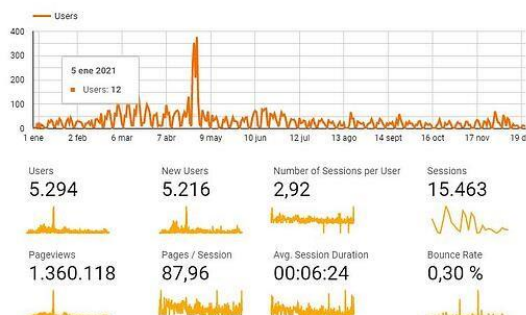 Users
400
300
200
100
0
5 ene 2021
Users: 12
1 ene 2 feb 6 mar 7 abr 9 may 10 jun 12 jul 13 ago 14 sept 16 oct 17 nov 19 d
Users New Users Number of Sessions per User Sessions
5.294 5.216 2,92 15.463
Pageviews Pages / Session Avg. Session Duration Bounce Rate
1.360.118 87,96 00:06:24 0,30 %